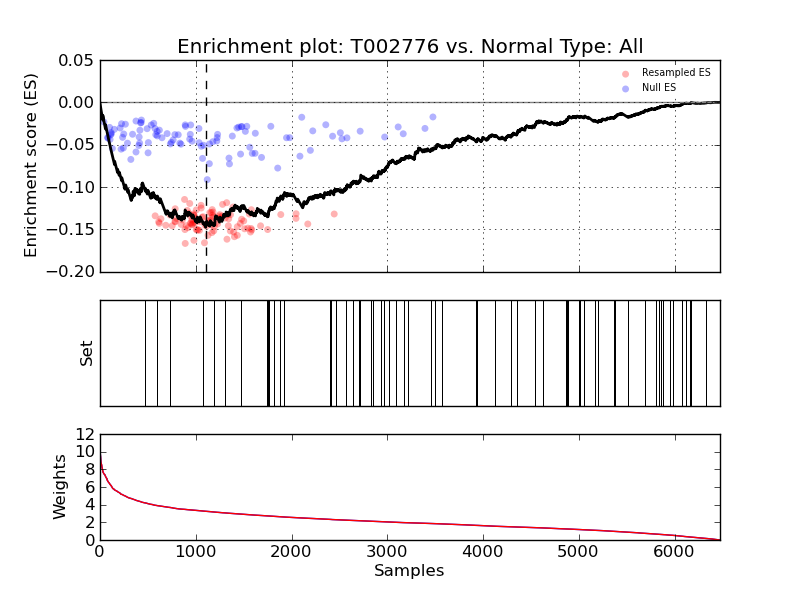 Enrichment plot: T002776 vs. Normal Type: All
Resampled ES
Null ES
0.05
0.00
−0.05
−0.10
−0.15
−0.20
Enrichment score (ES)
Set
12
10
8
6
4
2
0
Weights
0 1000 2000 3000 4000 5000 6000
Samples